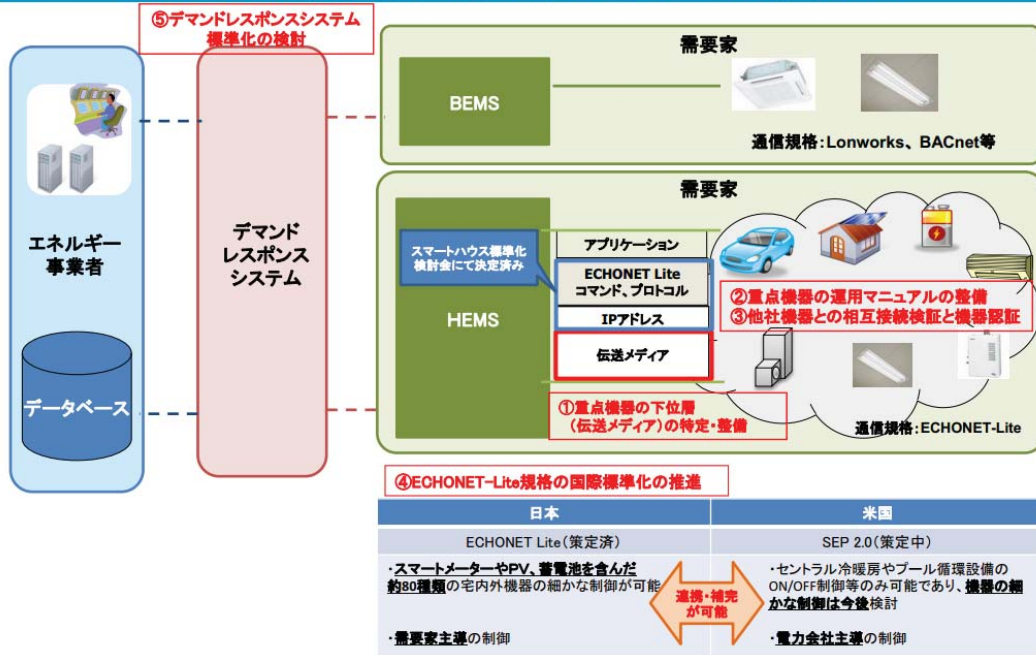 ⑤デマンドレスポンスシステム
標準化の検討
エネルギー
事業者
データベース
デマンド
レスポンス
システム
需要家
BEMS
通信規格:Lonworks、BACnet等
需要家
HEMS
スマートハウス標準化
検討会にて決定済み
アプリケーション
ECHONET Lite
コマンド、プロトコル
IPアドレス
伝送メディア
②重点機器の運用マニュアルの整備
③他社機器との相互接続検証と機器認証
①重点機器の下位層
(伝送メディア)の特定・整備
通信規格:ECHONET-Lite
④ECHONET-Lite規格の国際標準化の推進
日本
米国
ECHONET Lite(策定済)
SEP 2.0(策定中)
・スマートメーターやPV、蓄電池を含んだ
約80種類の宅内外機器の細かな制御が可能
・需要家主導の制御
連携・補完
が可能
・セントラル冷暖房やプール循環設備の
ON/OFF制御等のみ可能であり、機器の細
かな制御は今後検討
・電力会社主導の制御